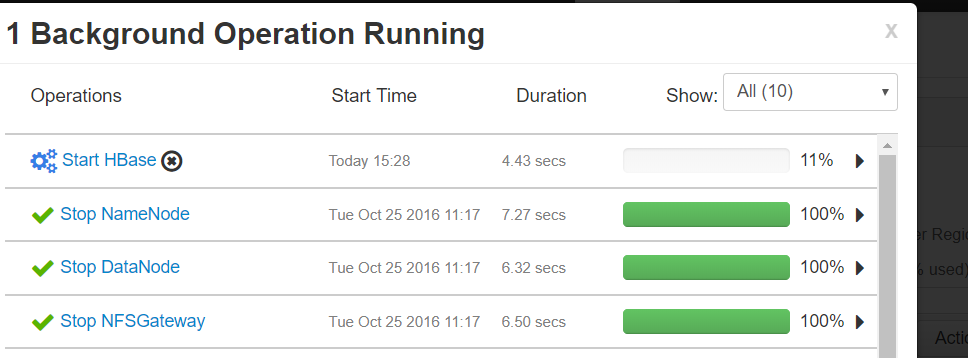 1 Background Operation Running
x
Operations Start Time Duration Show: All (10)
Start HBase Today 15:28 4.43 secs 11%
Stop NameNode Tue Oct 25 2016 11:17 7.27 secs 100%
er Regio
Stop DataNode Tue Oct 25 2016 11:17 6.32 secs 100%
% used)
Stop NFSGateway Tue Oct 25 2016 11:17 6.50 secs 100%
Actio